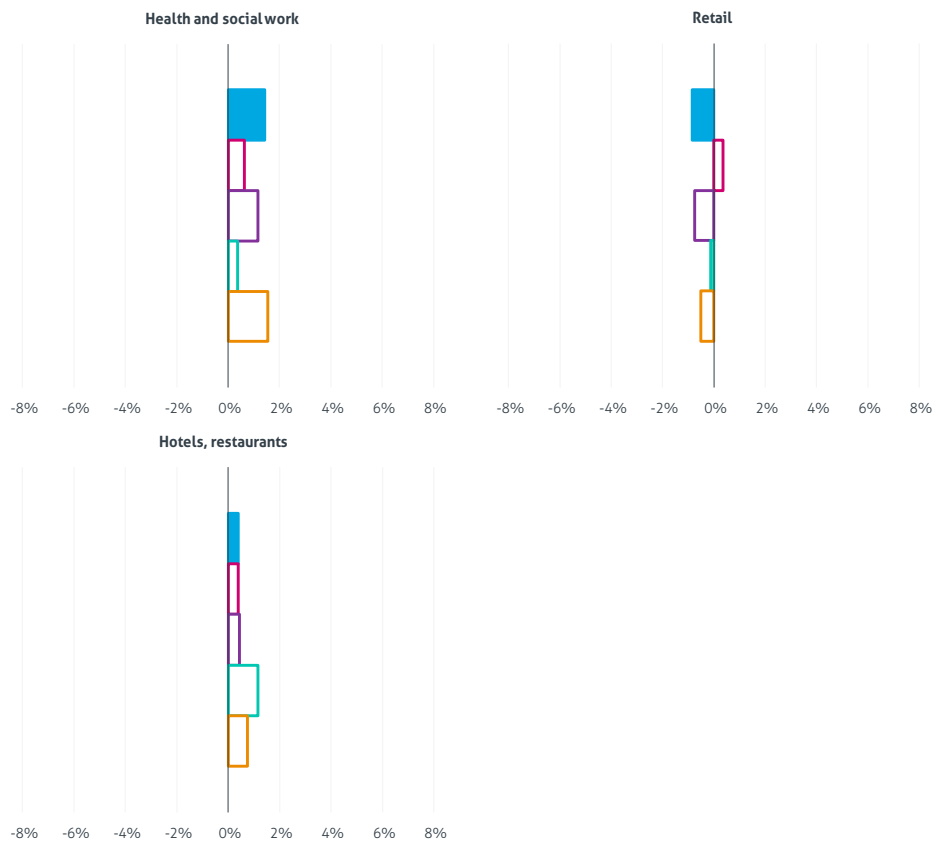 Health and social work
Retail
-8% -6% -4% -2% 0% 2% 4% 6% 8%
-8% -6% -4% -2% 0% 2% 4% 6% 8%
Hotels, restaurants
-8% -6% -4% -2% 0% 2% 4% 6% 8%